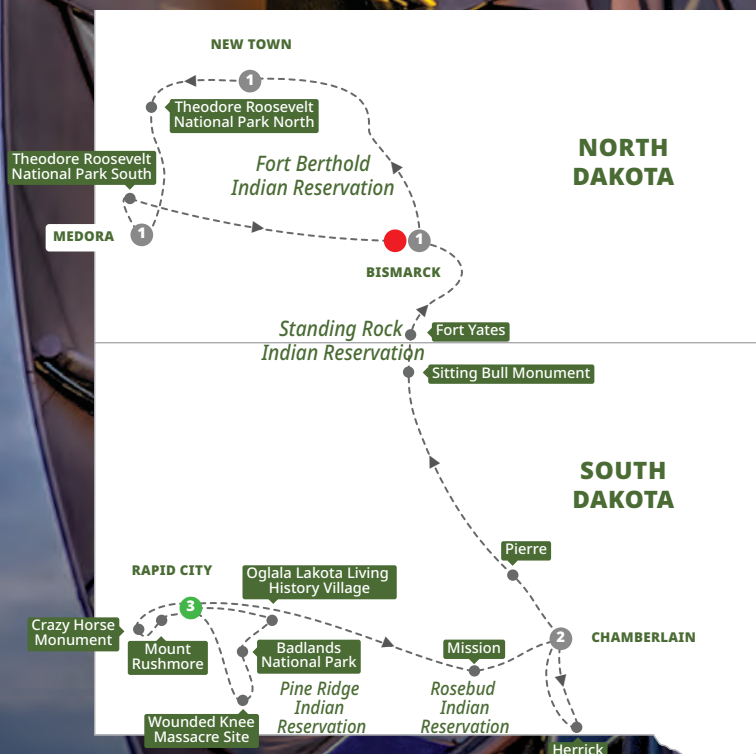 NEW TOWN
1
Theodore Roosevelt
National Park North
NORTH
DAKOTA
Theodore Roosevelt
National Park South
Fort Berthold
Indian Reservation
MEDORA
1
1
BISMARCK
Standing Rock
Indian Reservation
Fort Yates
Sitting Bull Monument
SOUTH
DAKOTA
Pierre
RAPID CITY
3
Oglala Lakota Living
History Village
Crazy Horse
Monument
Mount
Rushmore
Badlands
National Park
Mission
2
CHAMBERLAIN
Pine Ridge
Indian
Reservation
Rosebud
Indian
Reservation
Wounded Knee
Massacre Site
Herrick